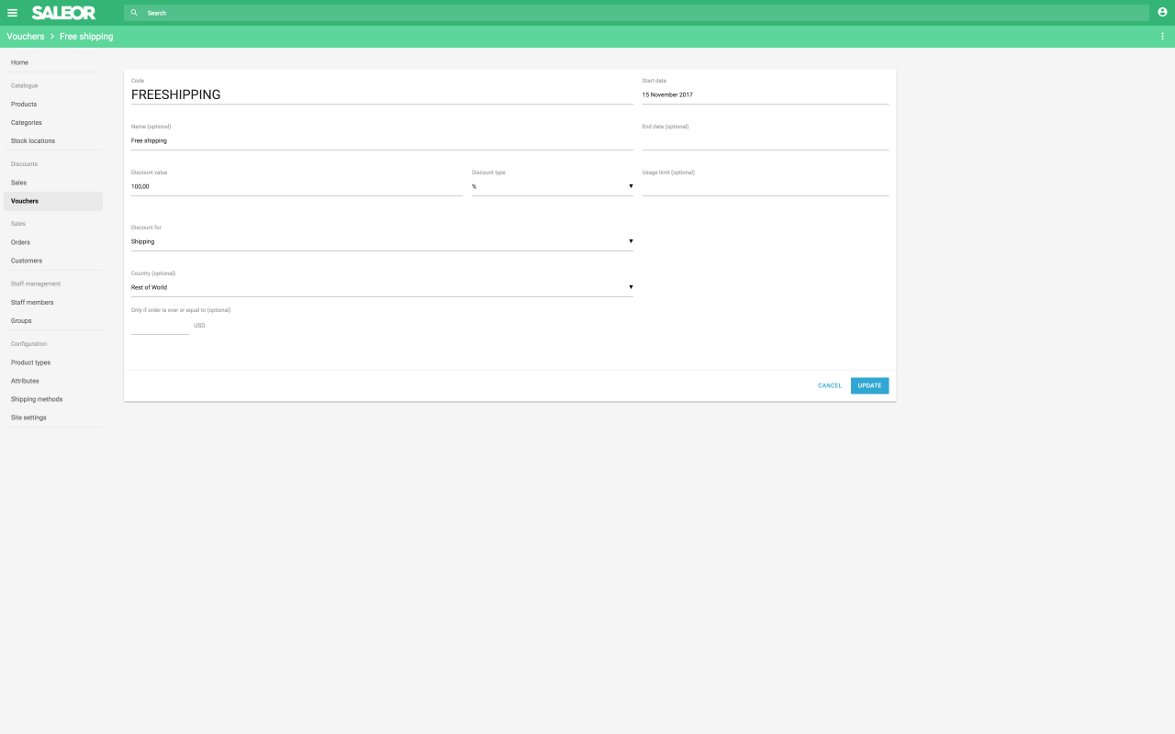 SALEOR
Search
Vouchers > Free shipping
Home
Catalogue
Products
Categories
Stock locations
Discounts
Sales
Vouchers
Sales
Orders
Customers
Staff management
Staff members
Groups
Configuration
Product types
Attributes
Shipping methods
Site settings
Code
FREESHIPPING
Start date
15 November 2017
Name (optional)
Free shipping
End date (optional)
Discount value
100,00
Discount type
%
Usage limit (optional)
Discount for
Shipping
Country (optional)
Rest of World
Only if order is over or equal to (optional)
USD
CANCEL
UPDATE